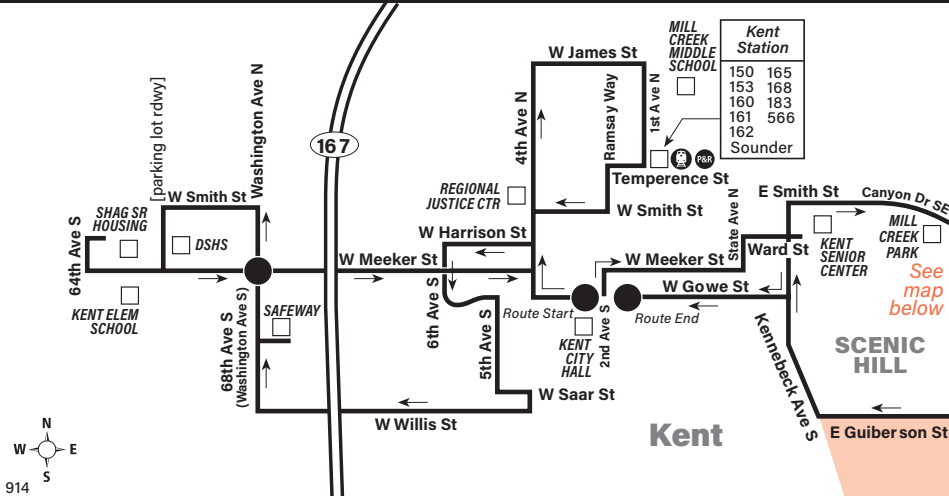 MILL
CREEK
MIDDLE
SCHOOL
Kent
Station
150 165
153 168
160 183
161 566
162
Sounder
W James St
Ramsay Way
1st A ve N
4th Ave N
P&R
Temperence St
W Smith St
REGIONAL
JUSTICE CTR
167
[parking lot rdwy]
Washington Ave N
W Smith St
SHAG SR
HOUSING
DSHS
64th Ave S
KENT ELEM
SCHOOL
W Harrison St
W Meeker St
W Meeker St
State Ave N
E Smith St
Canyon Dr SE
Ward St
KENT
SENIOR
CENTER
MILL
CREEK
PARK
See
map
below
W Gowe St
Route Start
Route End
KENT
CITY
HALL
2nd Ave S
SAFEWAY
68th Ave S
(Washington Ave S)
6th Ave S
5th Ave S
W Saar St
W Willis St
Kennebeck Ave S
SCENIC
HILL
Kent
E Guiberson St
N
W E
S
914